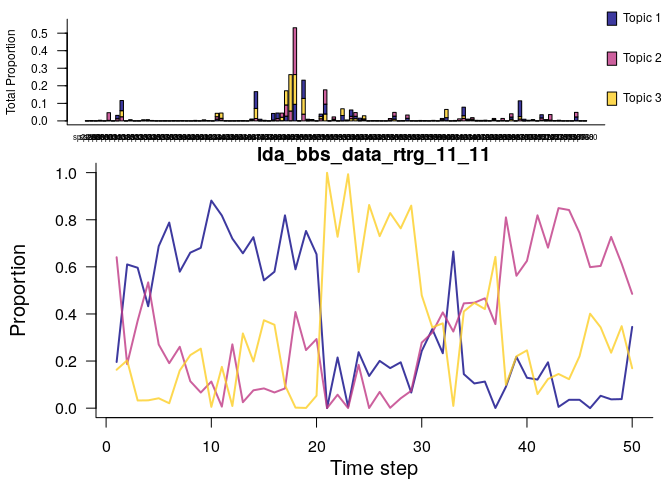 Total Proportion
0.5
0.4
0.3
0.2
0.1
0.0
Topic 1
Topic 2
Topic 3
lda_bbs_data_rtrg_11_11
Proportion
1.0
0.8
0.6
0.4
0.2
0.0
0 10 20 30 40 50
Time step